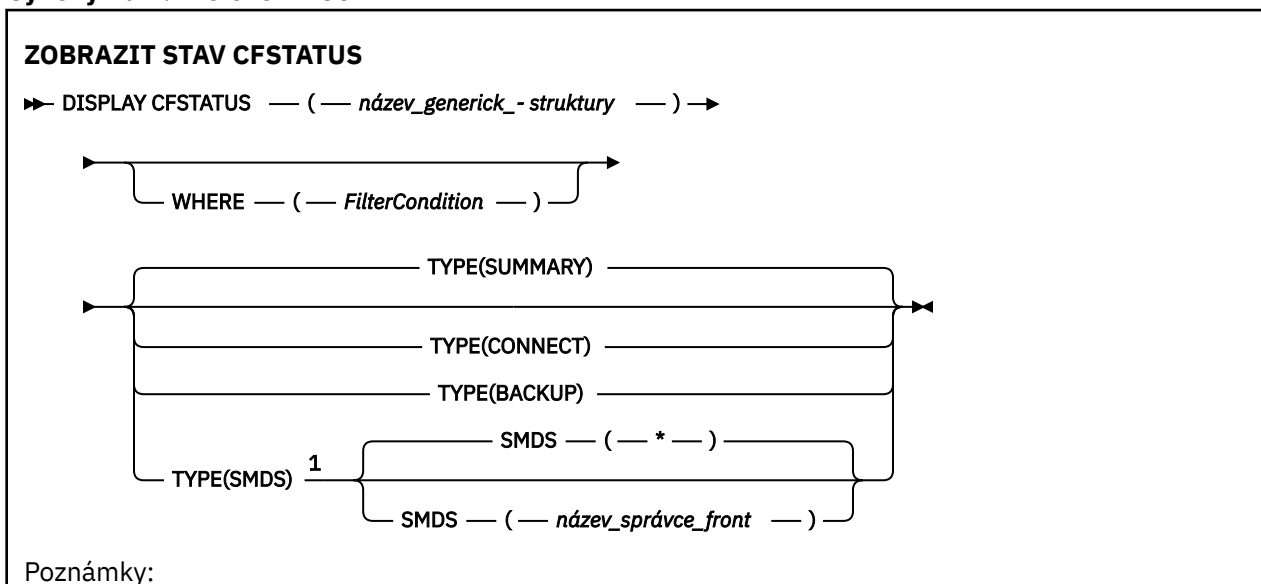 ZOBRAZIT STAV CFSTATUS
DISPLAY CFSTATUS ( název_generick_- struktury )
WHERE ( FilterCondition )
TYPE(SUMMARY)
TYPE(CONNECT)
TYPE(BACKUP)
SMDS ( * )
TYPE(SMDS) 1
SMDS ( název_správce_front )
Poznámky: